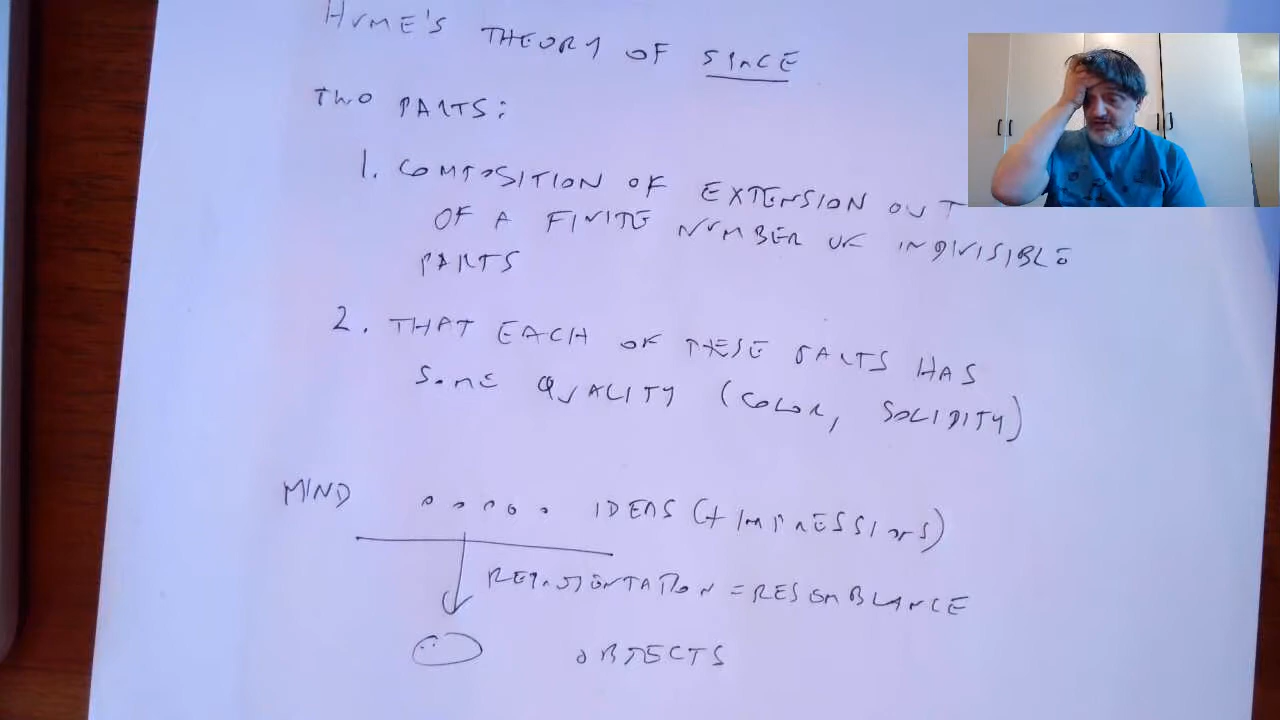 HUME'S THEORY OF SPACE
TWO PARTS:
1. COMPOSITION OF EXTENSION OUT
OF A FINITE NUMBER OF INDIVISIBLE
PARTS
2. THAT EACH OF THESE PARTS HAS
SOME QUALITY (COLOR, SOLIDITY)
MIND IDEAS (+ IMPRESSIONS)
REPRESENTATION = RESEMBLANCE
OBJECTS